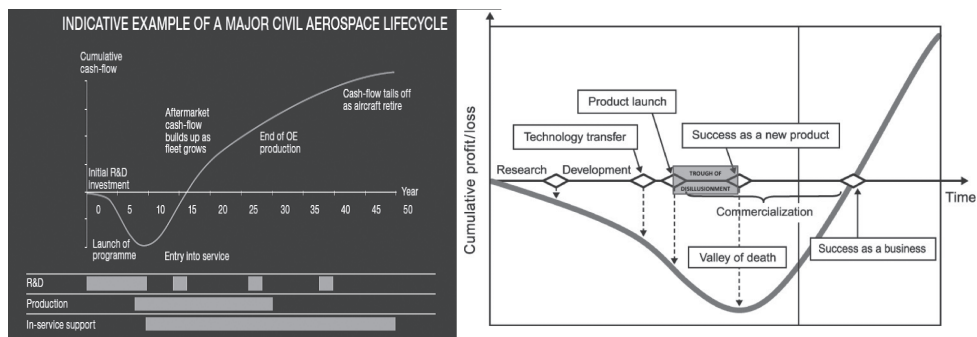 INDICATIVE EXAMPLE OF A MAJOR CIVIL AEROSPACE LIFECYCLE
Cumulative
cash-flow
Cash-flow tails off
as aircraft retire
Aftermarket
cash-flow
builds up as
fleet grows
End of OE
production
Initial R&D
investment
Year
0 5 10 15 20 25 30 35 40 45 50
Launch of
programme
Entry into service
R&D
Production
In-service support
Cumulative profit/loss
Product launch
Technology transfer
Success as a new product
Research
Development
TROUGH OF
DISILLUSIONMENT
Time
Commercialization
Success as a business
Valley of death